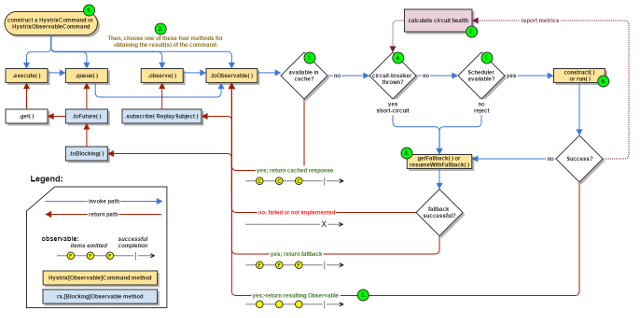 1.
construct a HystrixCommand or
HystrixObservableCommand
2.
Then, choose one of these four methods for
obtaining the result(s) of the command:
calculate circuit health
7.
report metrics
.execute( )
.queue( )
.observe( )
.toObservable( )
3.
available in
cache?
no
4.
circuit-breaker
thrown?
no
5.
Scheduler
available?
yes
construct( )
or run( )
6.
yes
short-circuit
no
reject
.get( )
.toFuture( )
.subscribe( ReplaySubject )
.toBlocking( )
8.
getFallback( ) or
resumeWithFallback( )
no
Success?
yes; return cached response
C C C
Legend:
invoke path
return path
observable:
items emitted
successful
completion
F F F
Hystrix[Observable]Command method
rx.[Blocking]Observable method
no; failed or not implemented
X
fallback
successful?
yes; return fallback
F F F
yes; return resulting Observable
9.